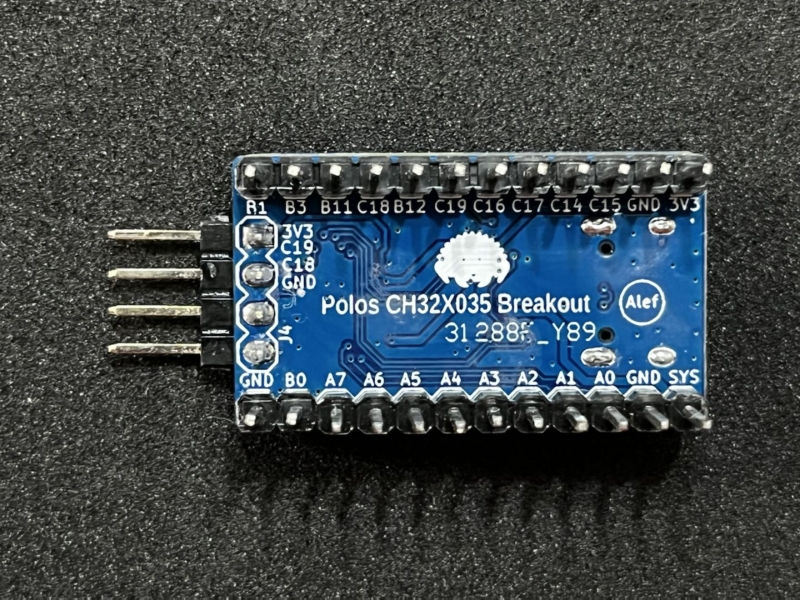 R1 B3 B11 C18 B12 C19 C16 C17 C14 C15 GND 3V3
3V3
C19
C18
GND
J4
Polos CH32X035 Breakout
Alef
GND B0 A7 A6 A5 A4 A3 A2 A1 A0 GND SYS